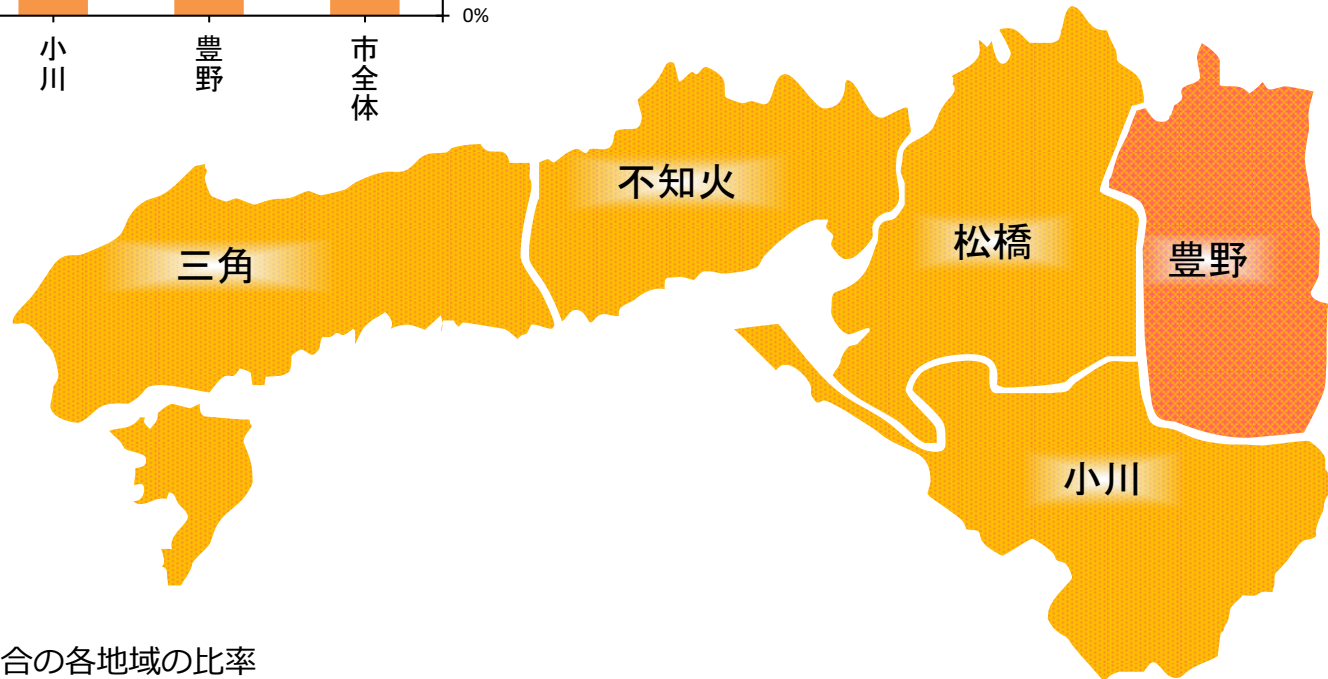 0%
小川
豊野
市全体
不知火
松橋
三角
豊野
小川
合の各地域の比率